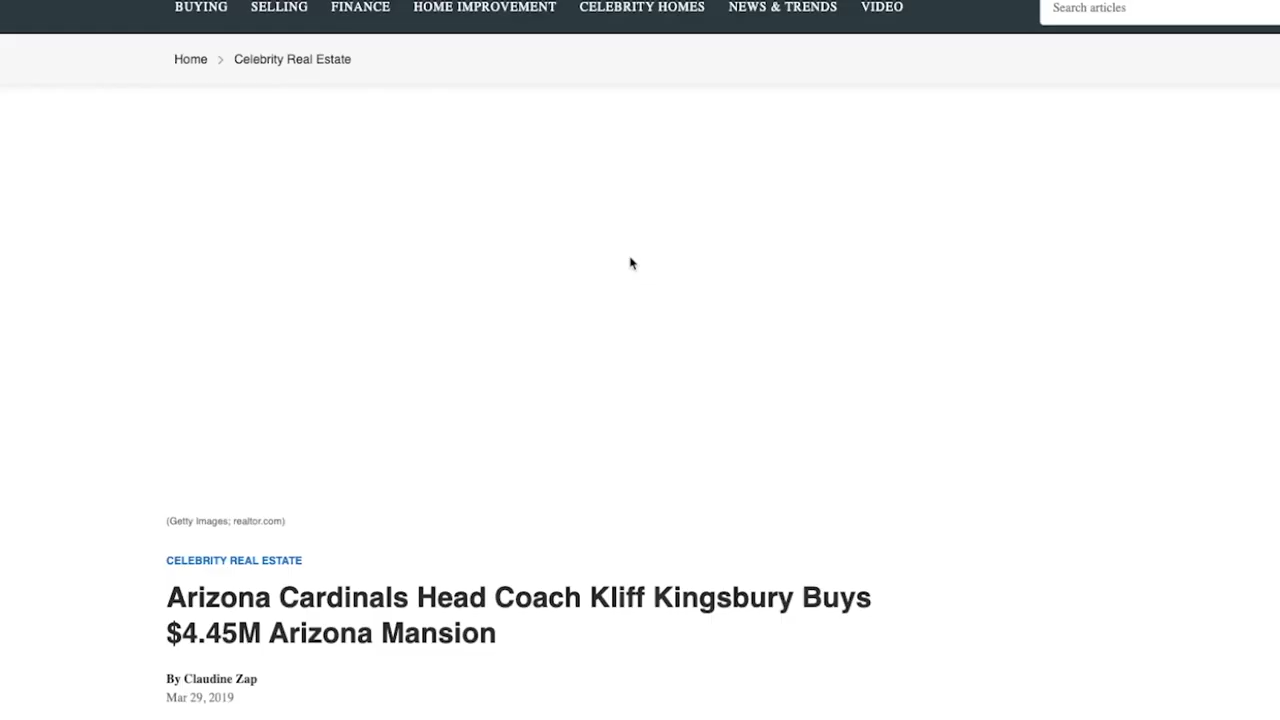 BUYING SELLING FINANCE HOME IMPROVEMENT CELEBRITY HOMES NEWS & TRENDS VIDEO Search articles
Home > Celebrity Real Estate
(Getty Images; realtor.com)
CELEBRITY REAL ESTATE
Arizona Cardinals Head Coach Kliff Kingsbury Buys
$4.45M Arizona Mansion
By Claudine Zap
Mar 29, 2019